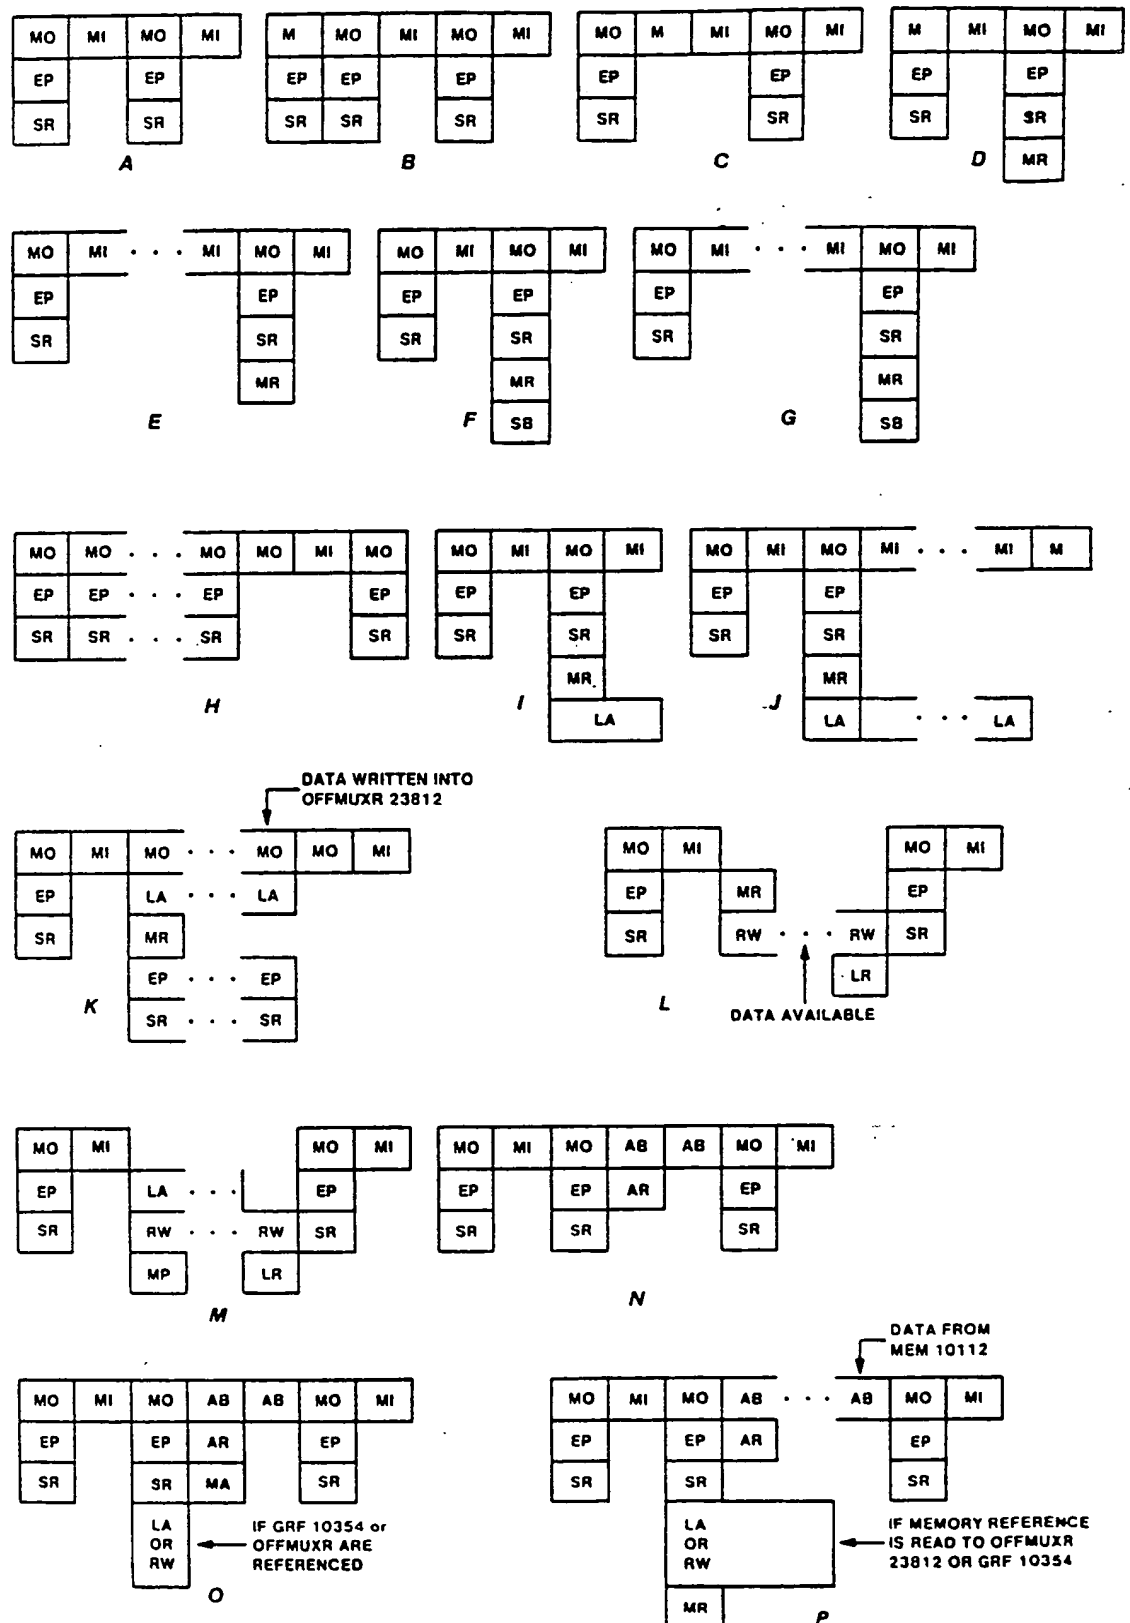 MO MI MO MI
EP EP
SR SR
A
M MO MI MO MI
EP EP EP
SR SR SR
B
MO M MI MO MI
EP EP
SR SR
C
M MI MO MI
EP EP
SR SR
MR
D
MO MI . . . MI MO MI
EP EP
SR SR
MR
E
MO MI MO MI
EP EP
SR SR
MR
SB
F
MO MI . . . MI MO MI
EP EP
SR SR
MR
SB
G
MO MO . . . MO MO MI MO
EP EP . . . EP EP
SR SR . . . SR SR
H
MO MI MO MI
EP EP
SR SR
MR
LA
I
MO MI MO MI . . . MI M
EP EP
SR SR
MR
LA . . . LA
J
DATA WRITTEN INTO
OFFMUXR 23812
MO MI MO . . . MO MO MI
EP LA . . . LA
SR MR
EP . . . EP
SR . . . SR
K
MO MI MO MI
EP MR EP
SR RW . . . RW SR
LR
DATA AVAILABLE
L
MO MI MO MI
EP LA . . . EP
SR RW . . . RW SR
MP LR
M
MO MI MO AB AB MO MI
EP EP AR EP
SR SR SR
N
MO MI MO AB AB MO MI
EP EP AR EP
SR SR MA SR
LA
OR
RW
IF GRF 10354 or
OFFMUXR ARE
REFERENCED
O
DATA FROM
MEM 10112
MO MI MO AB . . . AB MO MI
EP EP AR EP
SR SR SR
LA
OR
RW
IF MEMORY REFERENCE
IS READ TO OFFMUXR
23812 OR GRF 10354
MR
P